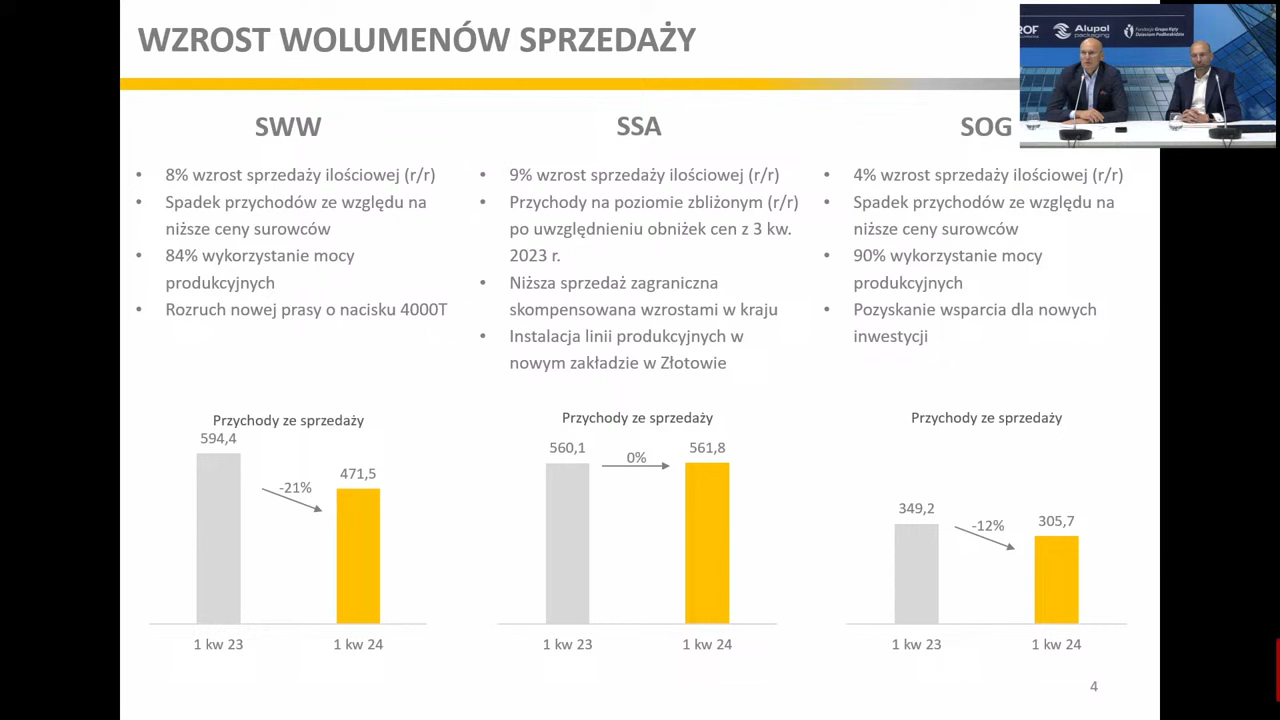 WZROST WOLUMENÓW SPRZEDAŻY
ROF
Alupol
packaging
Fundacja Grupa Kęty
Dzieciom Podbeskidzia
SWW
• 8% wzrost sprzedaży ilościowej (r/r)
• Spadek przychodów ze względu na
niższe ceny surowców
• 84% wykorzystanie mocy
produkcyjnych
• Rozruch nowej prasy o nacisku 4000T
SSA
• 9% wzrost sprzedaży ilościowej (r/r)
• Przychody na poziomie zbliżonym (r/r)
po uwzględnieniu obniżek cen z 3 kw.
2023 r.
• Niższa sprzedaż zagraniczna
skompensowana wzrostami w kraju
• Instalacja linii produkcyjnych w
nowym zakładzie w Złotowie
SOG
• 4% wzrost sprzedaży ilościowej (r/r)
• Spadek przychodów ze względu na
niższe ceny surowców
• 90% wykorzystanie mocy
produkcyjnych
• Pozyskanie wsparcia dla nowych
inwestycji
Przychody ze sprzedaży
594,4
471,5
-21%
1 kw 23
1 kw 24
Przychody ze sprzedaży
560,1
561,8
0%
1 kw 23
1 kw 24
Przychody ze sprzedaży
349,2
305,7
-12%
1 kw 23
1 kw 24
4